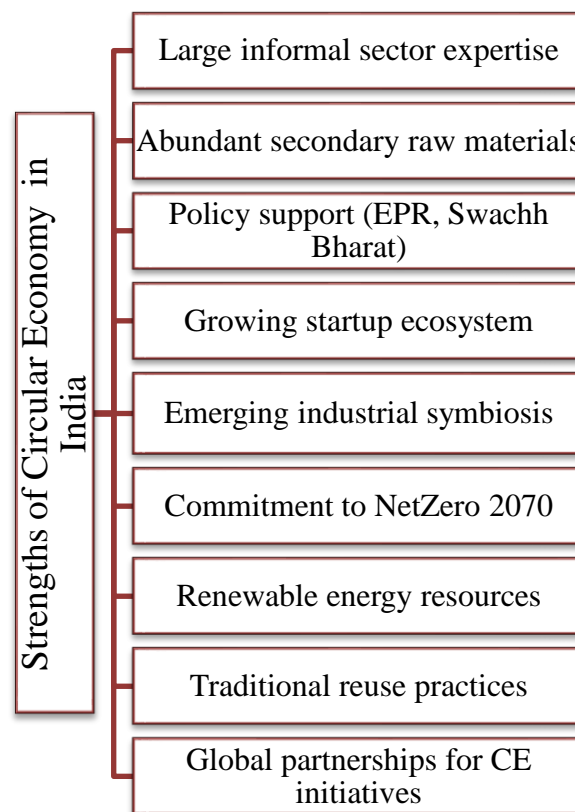 Strengths of Circular Economy in
India
Large informal sector expertise
Abundant secondary raw materials
Policy support (EPR, Swachh
Bharat)
Growing startup ecosystem
Emerging industrial symbiosis
Commitment to NetZero 2070
Renewable energy resources
Traditional reuse practices
Global partnerships for CE
initiatives